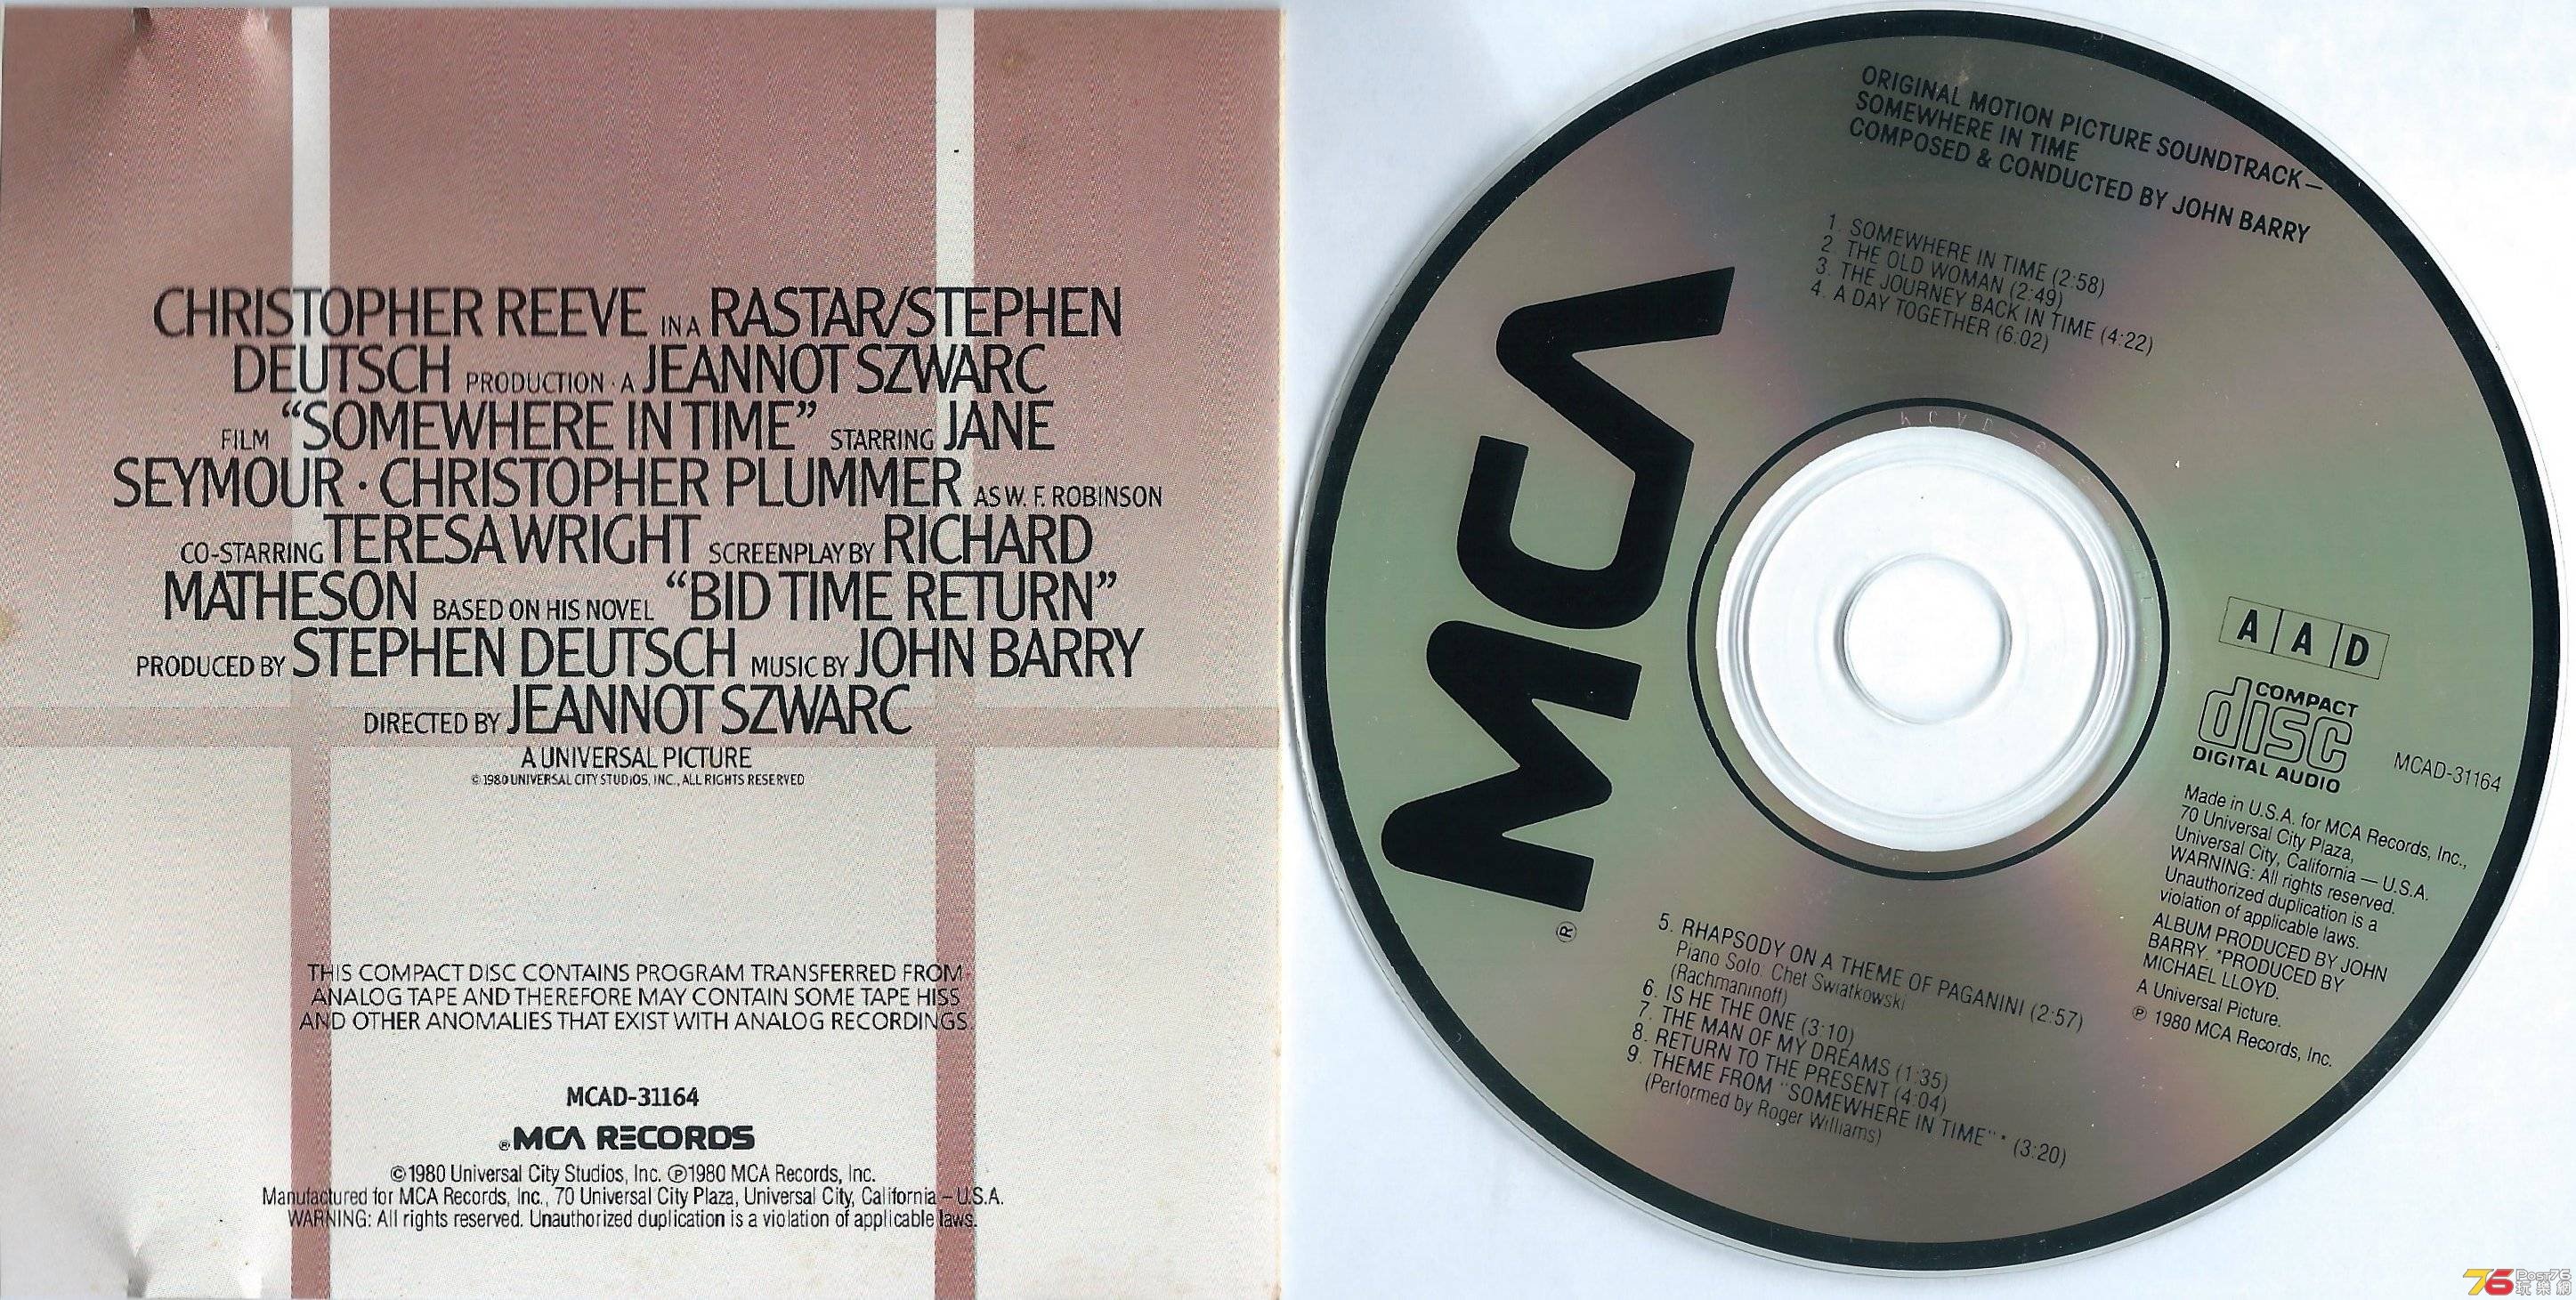 CHRISTOPHER REEVE IN A RASTAR/STEPHEN
DEUTSCH PRODUCTION · A JEANNOT SZWARC
FILM “SOMEWHERE IN TIME” STARRING JANE
SEYMOUR · CHRISTOPHER PLUMMER AS W. F. ROBINSON
CO-STARRING TERESA WRIGHT SCREENPLAY BY RICHARD
MATHESON BASED ON HIS NOVEL “BID TIME RETURN”
PRODUCED BY STEPHEN DEUTSCH MUSIC BY JOHN BARRY
DIRECTED BY JEANNOT SZWARC
A UNIVERSAL PICTURE
© 1980 UNIVERSAL CITY STUDIOS, INC., ALL RIGHTS RESERVED
THIS COMPACT DISC CONTAINS PROGRAM TRANSFERRED FROM
ANALOG TAPE AND THEREFORE MAY CONTAIN SOME TAPE HISS
AND OTHER ANOMALIES THAT EXIST WITH ANALOG RECORDINGS.
MCAD-31164
® MCA RECORDS
©1980 Universal City Studios, Inc. ℗1980 MCA Records, Inc.
Manufactured for MCA Records, Inc., 70 Universal City Plaza, Universal City, California – U.S.A.
WARNING: All rights reserved. Unauthorized duplication is a violation of applicable laws.
ORIGINAL MOTION PICTURE SOUNDTRACK—
SOMEWHERE IN TIME
COMPOSED & CONDUCTED BY JOHN BARRY
1. SOMEWHERE IN TIME (2:58)
2. THE OLD WOMAN (2:49)
3. THE JOURNEY BACK IN TIME (4:22)
4. A DAY TOGETHER (6:02)
MCA®
AAD
COMPACT
disc
DIGITAL AUDIO
MCAD-31164
Made in U.S.A. for MCA Records, Inc.,
70 Universal City Plaza,
Universal City, California — U.S.A.
WARNING: All rights reserved.
Unauthorized duplication is a
violation of applicable laws.
ALBUM PRODUCED BY JOHN
BARRY. *PRODUCED BY
MICHAEL LLOYD.
A Universal Picture.
℗ 1980 MCA Records, Inc.
5. RHAPSODY ON A THEME OF PAGANINI (2:57)
Piano Solo: Chet Swiatkowski
(Rachmaninoff)
6. IS HE THE ONE (3:10)
7. THE MAN OF MY DREAMS (1:35)
8. RETURN TO THE PRESENT (4:04)
9. THEME FROM “SOMEWHERE IN TIME”* (3:20)
(Performed by Roger Williams)
76 Post76
玩樂網